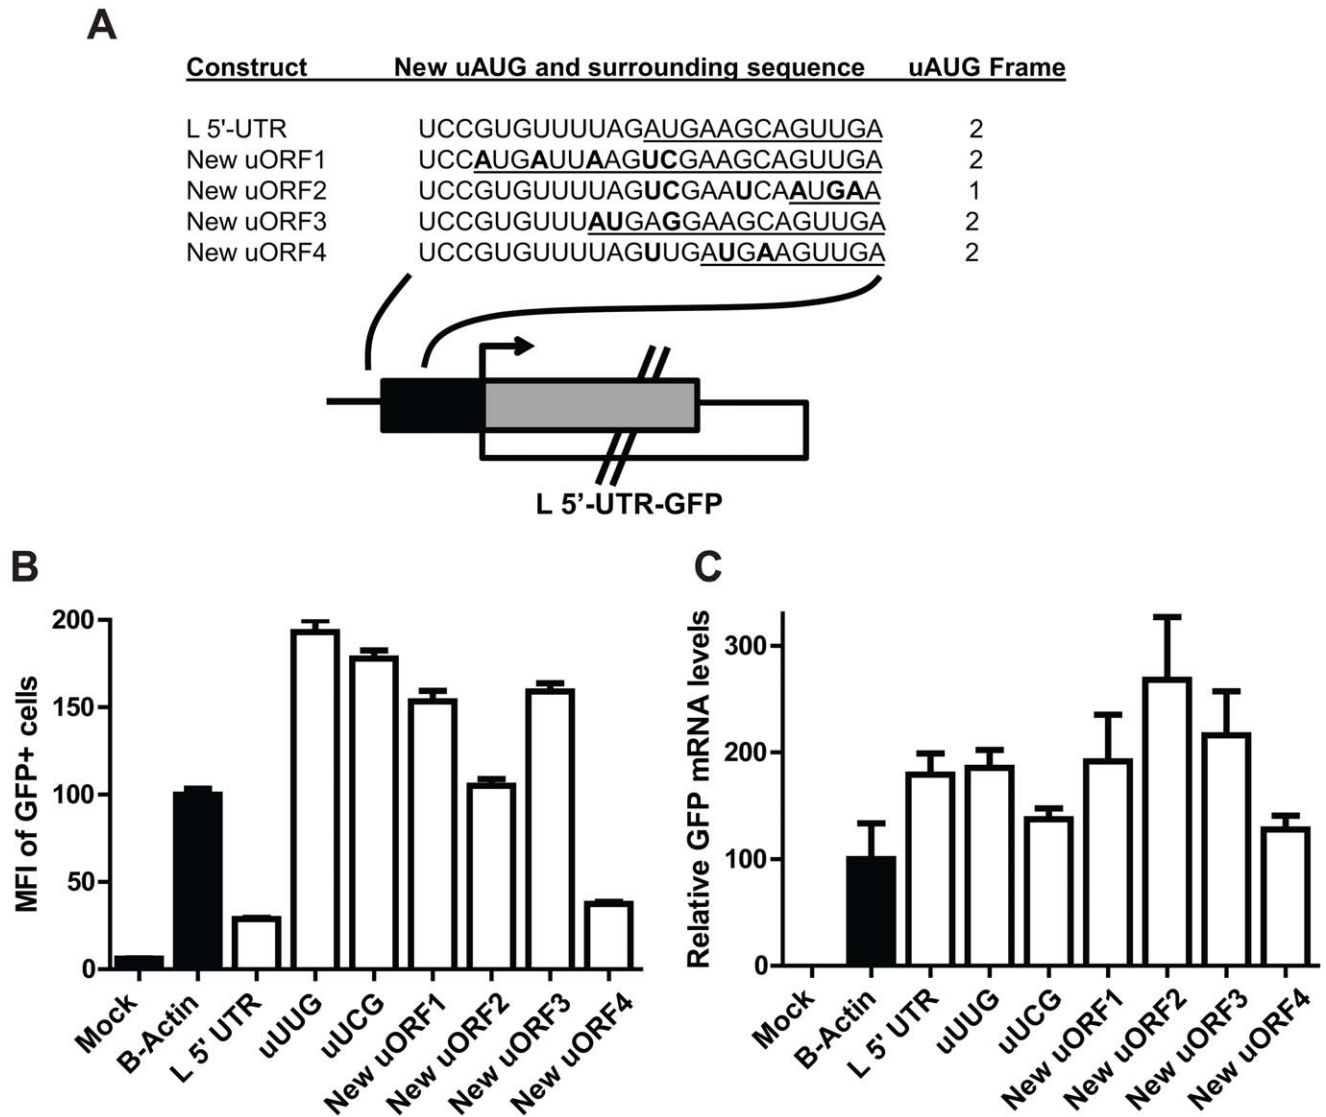 A
Construct New uAUG and surrounding sequence uAUG Frame
L 5'-UTR UCCGUGUUUUAGAUGAAGCAGUUGA 2
New uORF1 UCCAUGAUUAAGUCGAAGCAGUUGA 2
New uORF2 UCCGUGUUUUAGUCGAAUCAAUGAA 1
New uORF3 UCCGUGUUUAUGAGGAAGCAGUUGA 2
New uORF4 UCCGUGUUUUAGUUGAUGAAGUUGA 2
L 5’-UTR-GFP
B
MFI of GFP+ cells
200
150
100
50
0
Mock
B-Actin
L 5' UTR
uUUG
uUCG
New uORF1
New uORF2
New uORF3
New uORF4
C
Relative GFP mRNA levels
300
200
100
0
Mock
B-Actin
L 5' UTR
uUUG
uUCG
New uORF1
New uORF2
New uORF3
New uORF4